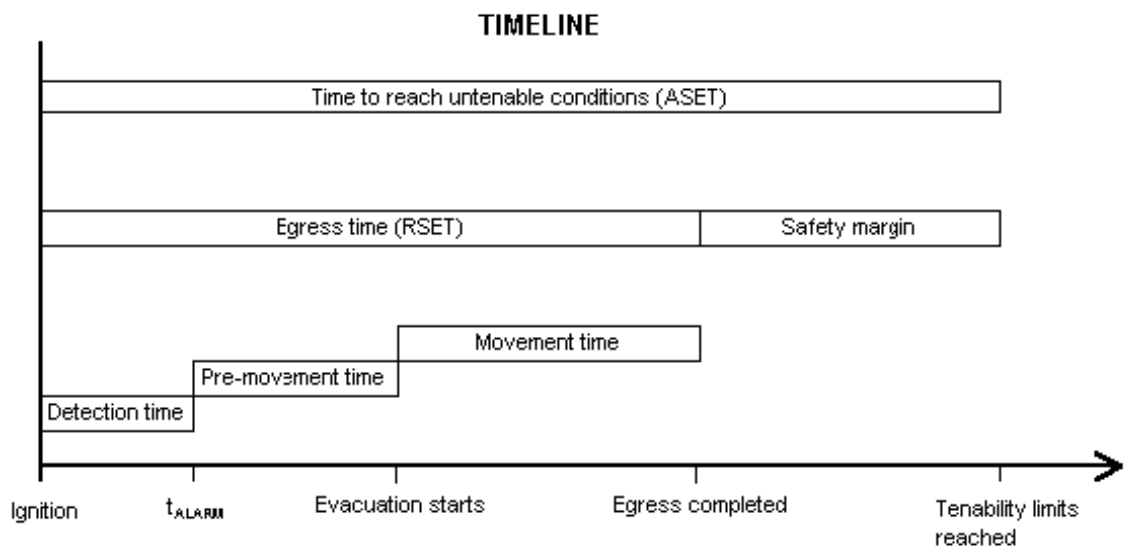 TIMELINE
Time to reach untenable conditions (ASET)
Egress time (RSET)
Safety margin
Movement time
Pre-movement time
Detection time
Ignition
tALARM
Evacuation starts
Egress completed
Tenability limits
reached